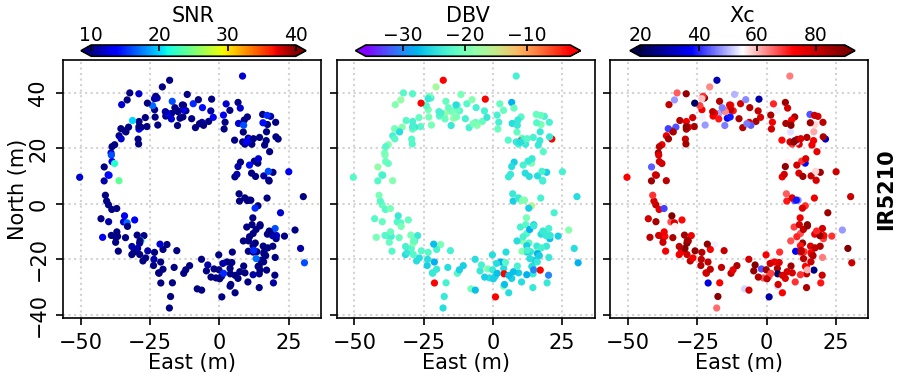 SNR DBV Xc
10 20 30 40 −30 −20 −10 20 40 60 80
40
20
0
−20
−40
North (m)
−50 −25 0 25 −50 −25 0 25 −50 −25 0 25
East (m) East (m) East (m)
IR5210